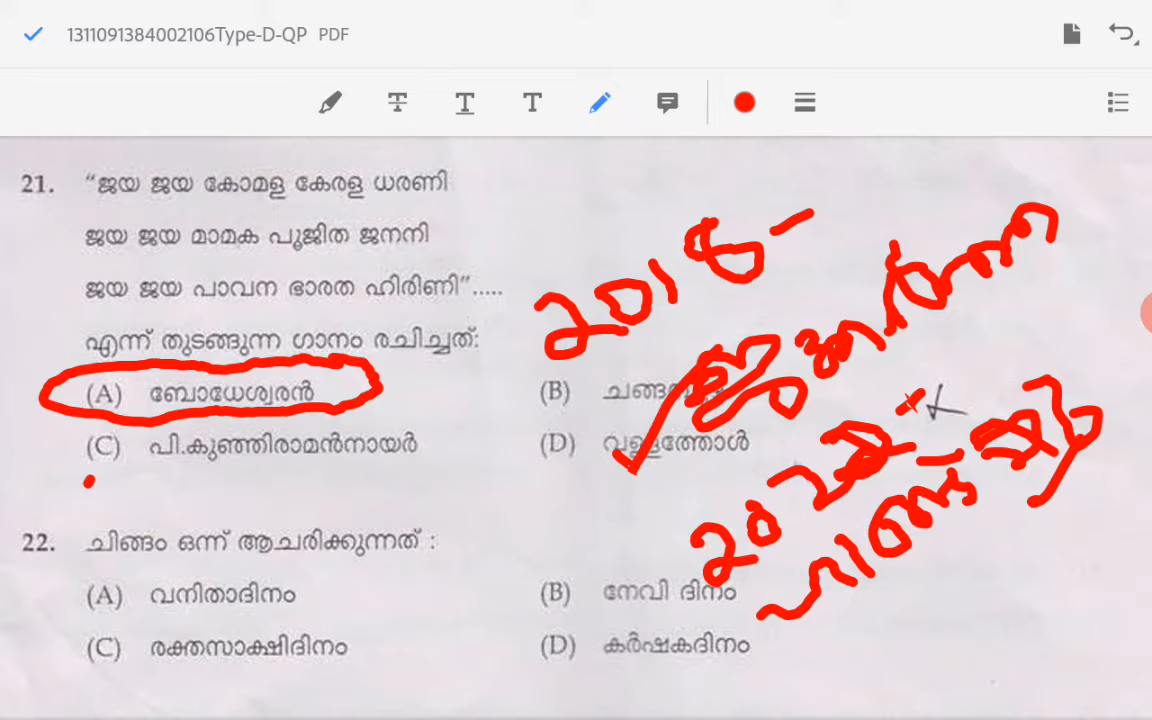 1311091384002106Type-D-QP PDF
21. “ജയ ജയ കോമള കേരള ധരണി
ജയ ജയ മാമക പൂജിത ജനനി
ജയ ജയ പാവന ഭാരത ഹിരിണി”.....
എന്ന് തുടങ്ങുന്ന ഗാനം രചിച്ചത്:
(A) ബോധേശ്വരൻ (B)
(C) പി.കുഞ്ഞിരാമൻനായർ (D) വള്ളത്തോൾ
2018 -
22. ചിങ്ങം ഒന്ന് ആചരിക്കുന്നത് :
(A) വനിതാദിനം (B) നേവി ദിനം
(C) രക്തസാക്ഷിദിനം (D) കർഷകദിനം